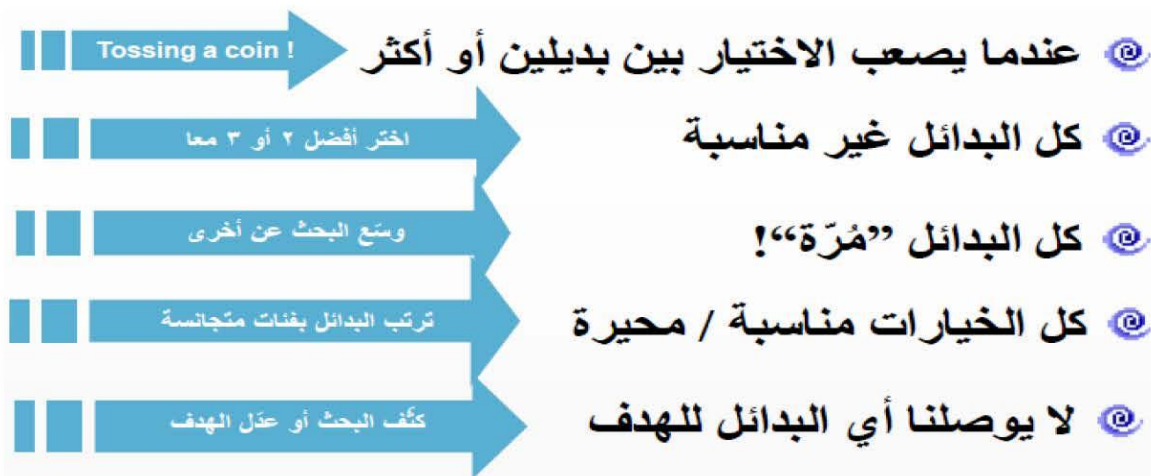 عندما يصعب الاختيار بين بديلين أو أكثر
Tossing a coin !
كل البدائل غير مناسبة
اختر أفضل ٢ أو ٣ معا
كل البدائل ”مُرّة“!
وسّع البحث عن أخرى
كل الخيارات مناسبة / محيرة
ترتب البدائل بفئات متجانسة
لا يوصلنا أي البدائل للهدف
كثّف البحث أو عدّل الهدف